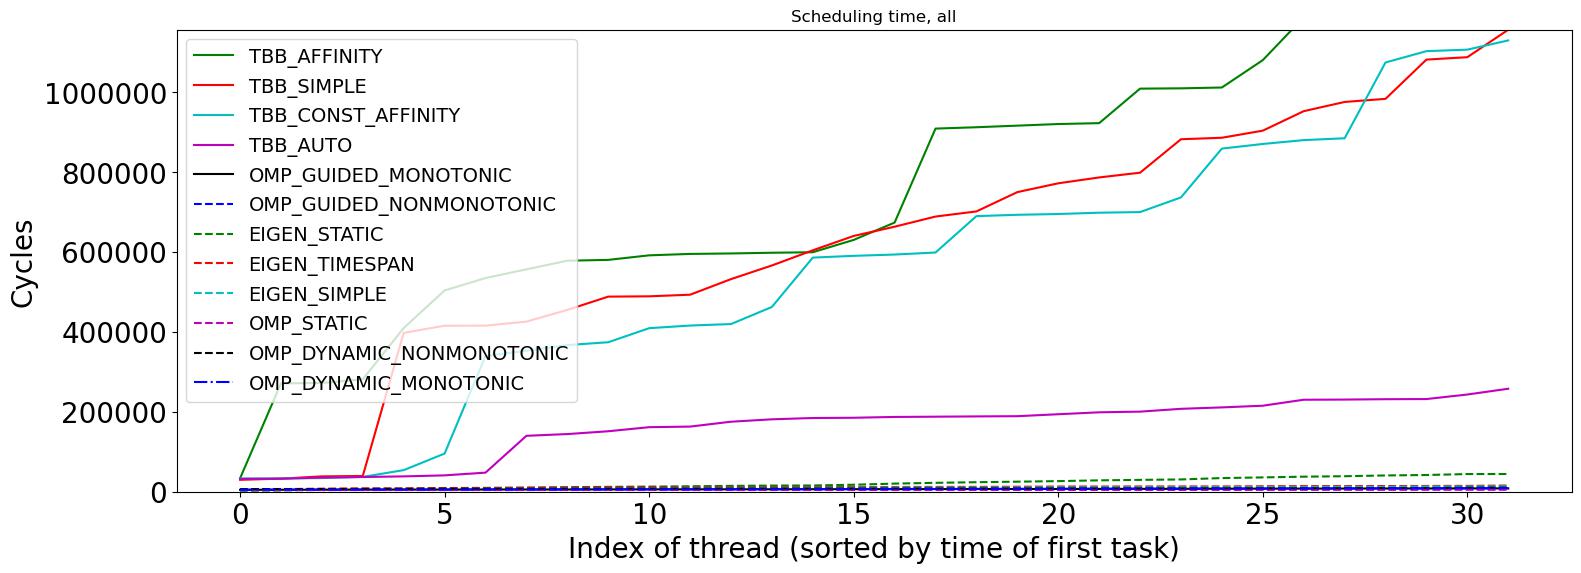 Scheduling time, all
TBB_AFFINITY
TBB_SIMPLE
TBB_CONST_AFFINITY
TBB_AUTO
OMP_GUIDED_MONOTONIC
OMP_GUIDED_NONMONOTONIC
EIGEN_STATIC
EIGEN_TIMESPAN
EIGEN_SIMPLE
OMP_STATIC
OMP_DYNAMIC_NONMONOTONIC
OMP_DYNAMIC_MONOTONIC
Cycles
1000000
800000
600000
400000
200000
0
0 5 10 15 20 25 30
Index of thread (sorted by time of first task)